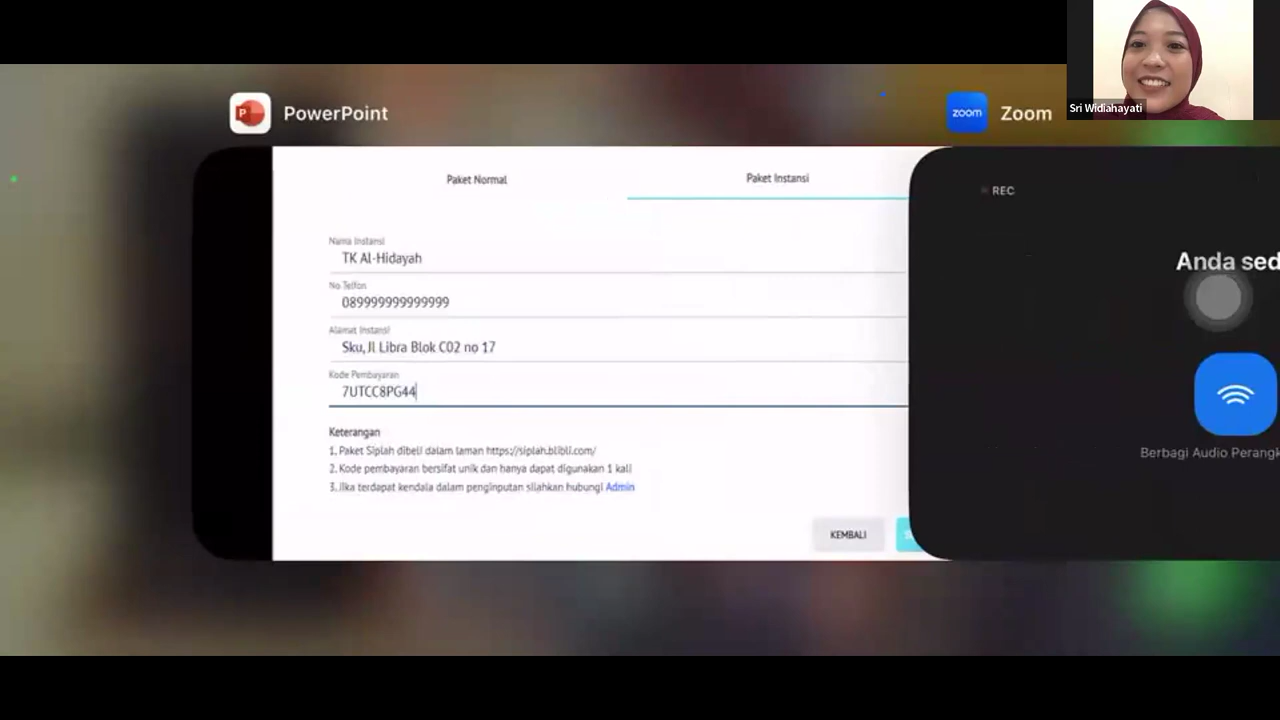 Sri Widiahayati
P PowerPoint
zoom Zoom
Paket Normal
Paket Instansi
REC
Nama Instansi
TK Al-Hidayah
No Telfon
089999999999999
Alamat Instansi
Sku, Jl Libra Blok C02 no 17
Kode Pembayaran
7UTCC8PG44
Keterangan
1. Paket Siplah dibeli dalam laman https://siplah.blibli.com/
2. Kode pembayaran bersifat unik dan hanya dapat digunakan 1 kali
3. Jika terdapat kendala dalam penginputan silahkan hubungi Admin
KEMBALI
Anda sed
Berbagi Audio Perangk